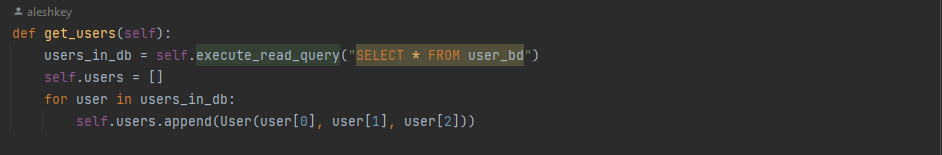 aleshkey
def get_users(self):
    users_in_db = self.execute_read_query("SELECT * FROM user_bd")
    self.users = []
    for user in users_in_db:
        self.users.append(User(user[0], user[1], user[2]))